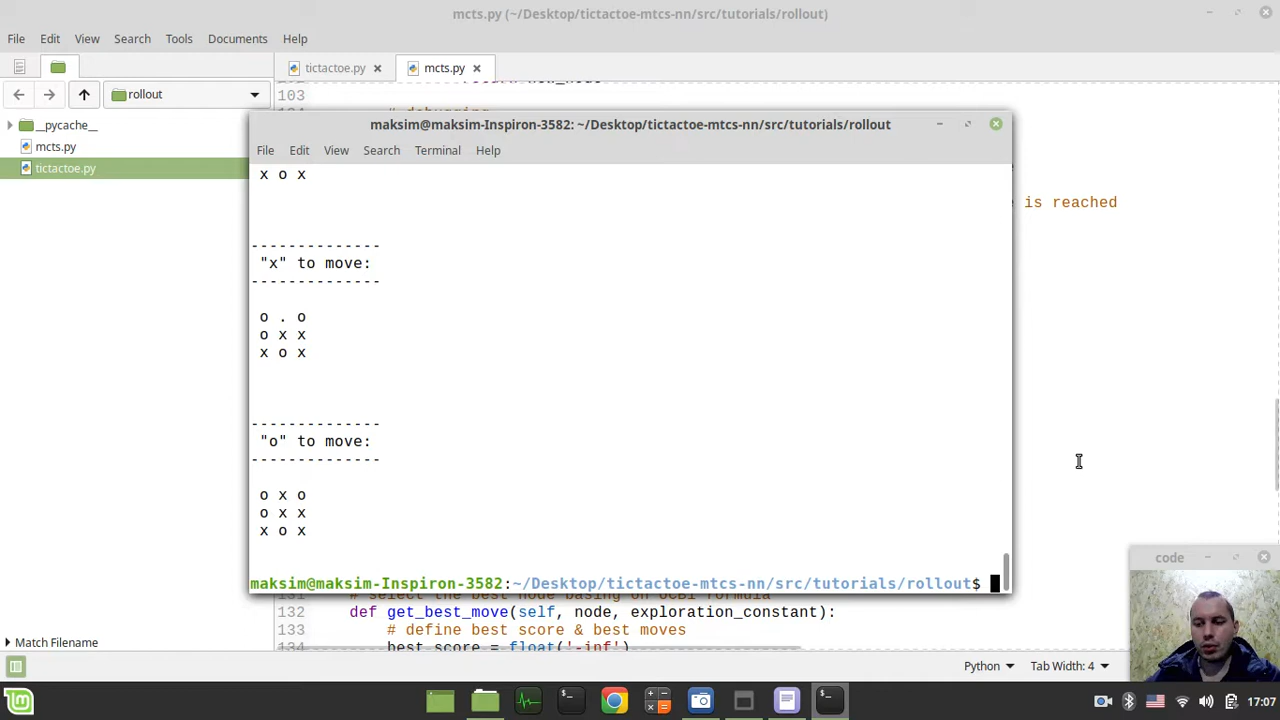 mcts.py (~/Desktop/tictactoe-mtcs-nn/src/tutorials/rollout)
File Edit View Search Tools Documents Help
tictactoe.py
mcts.py
rollout
103
__pycache__
mcts.py
tictactoe.py
maksim@maksim-Inspiron-3582: ~/Desktop/tictactoe-mtcs-nn/src/tutorials/rollout
File Edit View Search Terminal Help
x o x
is reached
--------------
"x" to move:
--------------
o . o
o x x
x o x
--------------
"o" to move:
--------------
o x o
o x x
x o x
maksim@maksim-Inspiron-3582:~/Desktop/tictactoe-mtcs-nn/src/tutorials/rollout$
code
132 def get_best_move(self, node, exploration_constant):
133 # define best score & best moves
134 best_score = float('-inf')
Match Filename
Python Tab Width: 4
17:07